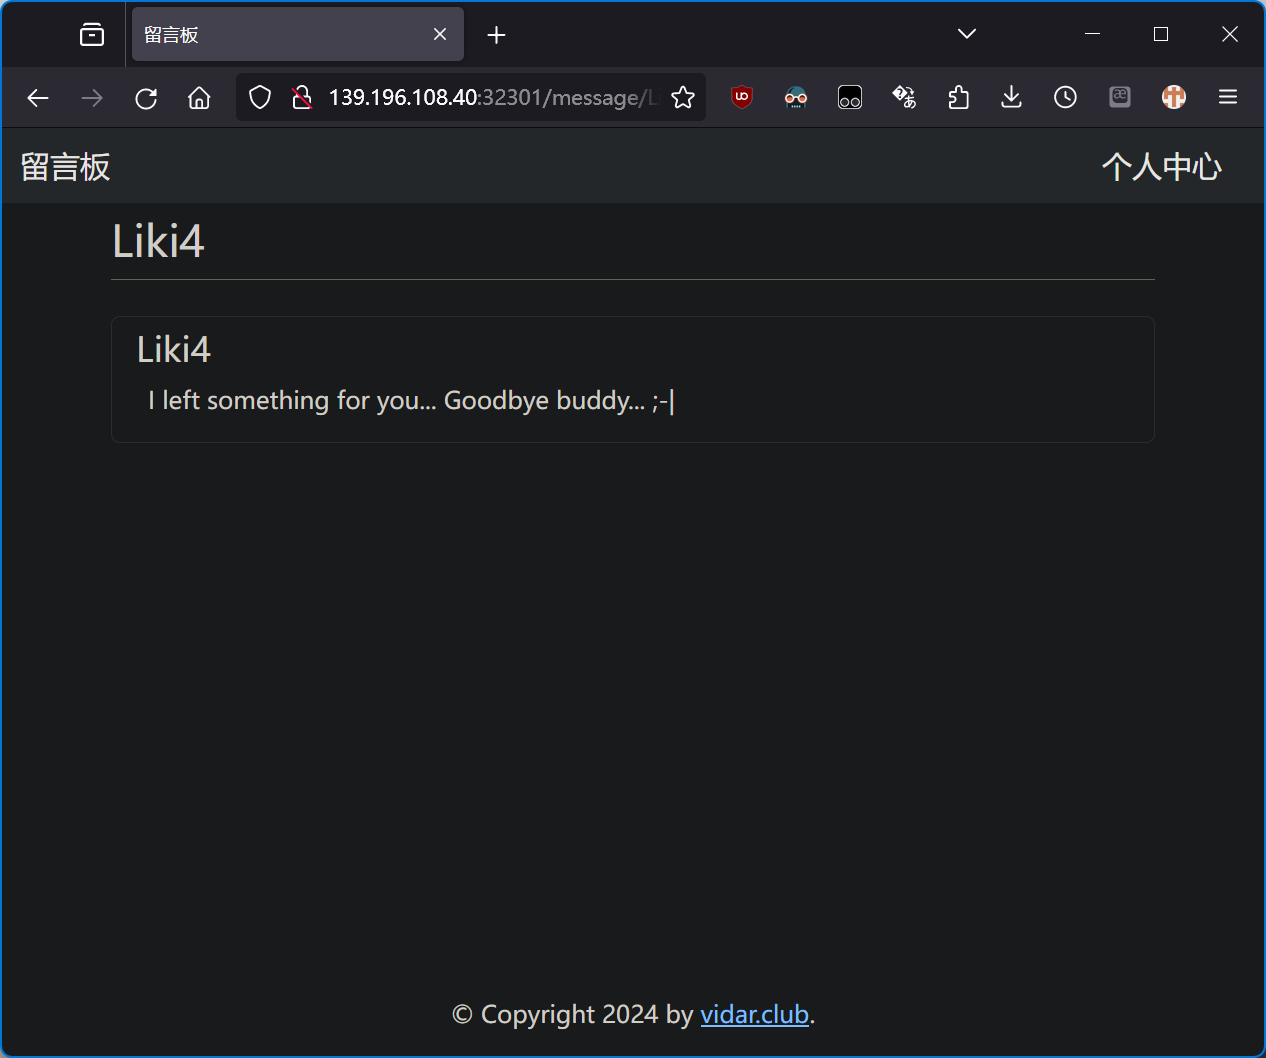 留言板
139.196.108.40:32301/message/L
留言板
个人中心
Liki4
Liki4
I left something for you... Goodbye buddy... ;-|
© Copyright 2024 by vidar.club.